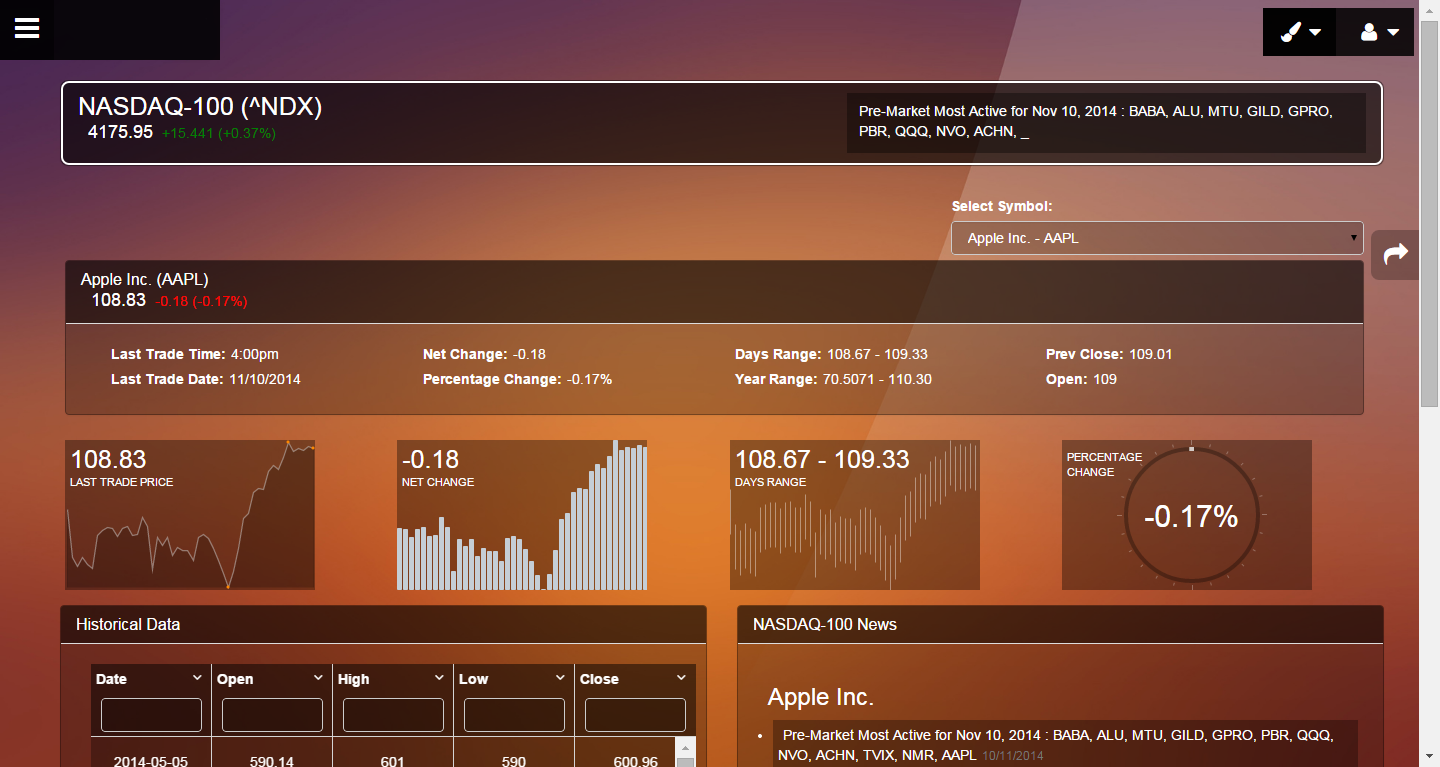 NASDAQ-100 (^NDX)
4175.95 +15.441 (+0.37%)
Pre-Market Most Active for Nov 10, 2014 : BABA, ALU, MTU, GILD, GPRO,
PBR, QQQ, NVO, ACHN, _
Select Symbol:
Apple Inc. - AAPL
Apple Inc. (AAPL)
108.83 -0.18 (-0.17%)
Last Trade Time: 4:00pm Net Change: -0.18 Days Range: 108.67 - 109.33 Prev Close: 109.01
Last Trade Date: 11/10/2014 Percentage Change: -0.17% Year Range: 70.5071 - 110.30 Open: 109
108.83
LAST TRADE PRICE
-0.18
NET CHANGE
108.67 - 109.33
DAYS RANGE
PERCENTAGE
CHANGE
-0.17%
Historical Data
Date Open High Low Close
2014-05-05 590.14 601 590 600.96
NASDAQ-100 News
Apple Inc.
Pre-Market Most Active for Nov 10, 2014 : BABA, ALU, MTU, GILD, GPRO, PBR, QQQ,
NVO, ACHN, TVIX, NMR, AAPL 10/11/2014